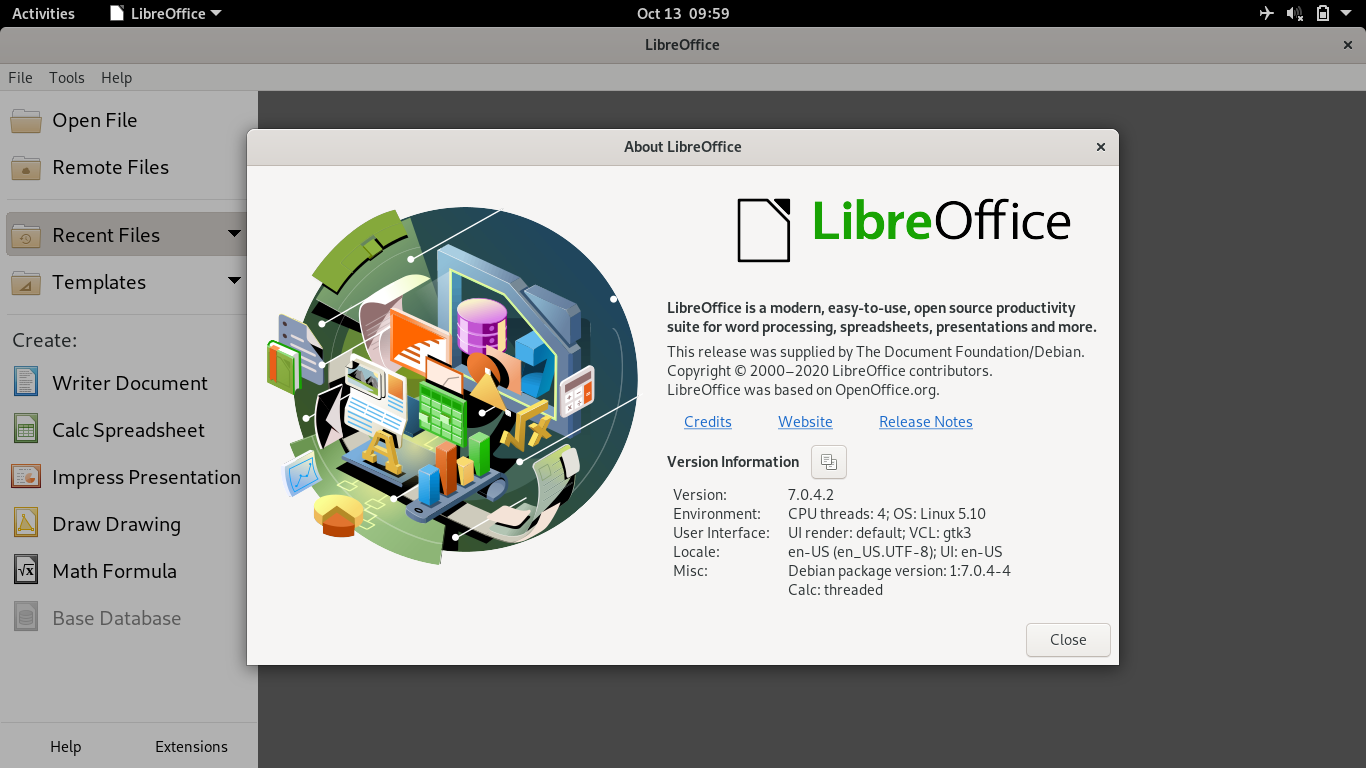 Activities LibreOffice Oct 13 09:59
LibreOffice
File Tools Help
Open File
Remote Files
Recent Files
Templates
Create:
Writer Document
Calc Spreadsheet
Impress Presentation
Draw Drawing
Math Formula
Base Database
Help Extensions
About LibreOffice
LibreOffice
LibreOffice is a modern, easy-to-use, open source productivity
suite for word processing, spreadsheets, presentations and more.
This release was supplied by The Document Foundation/Debian.
Copyright © 2000–2020 LibreOffice contributors.
LibreOffice was based on OpenOffice.org.
Credits Website Release Notes
Version Information
Version: 7.0.4.2
Environment: CPU threads: 4; OS: Linux 5.10
User Interface: UI render: default; VCL: gtk3
Locale: en-US (en_US.UTF-8); UI: en-US
Misc: Debian package version: 1:7.0.4-4
Calc: threaded
Close